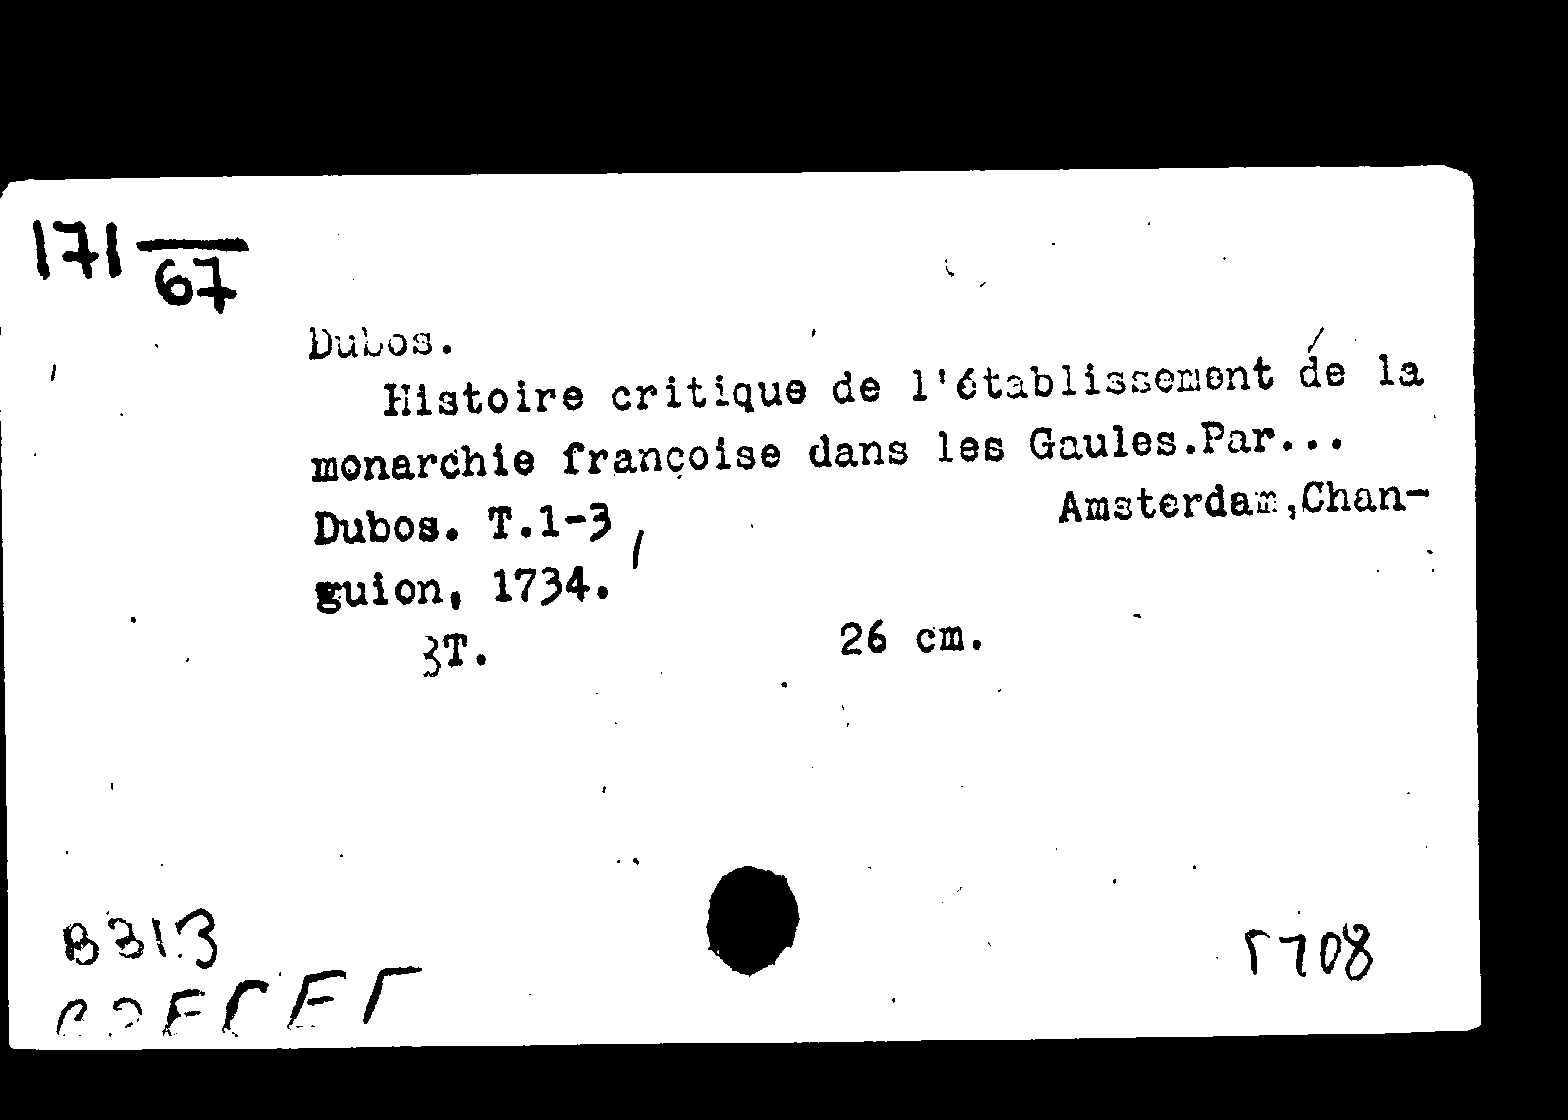 171 67
Dubos.
Histoire critique de l'établissement de la
monarchie françoise dans les Gaules.Par...
Dubos. T.1-3 Amsterdam,Chan-
guion, 1734.
3T. 26 cm.
B313